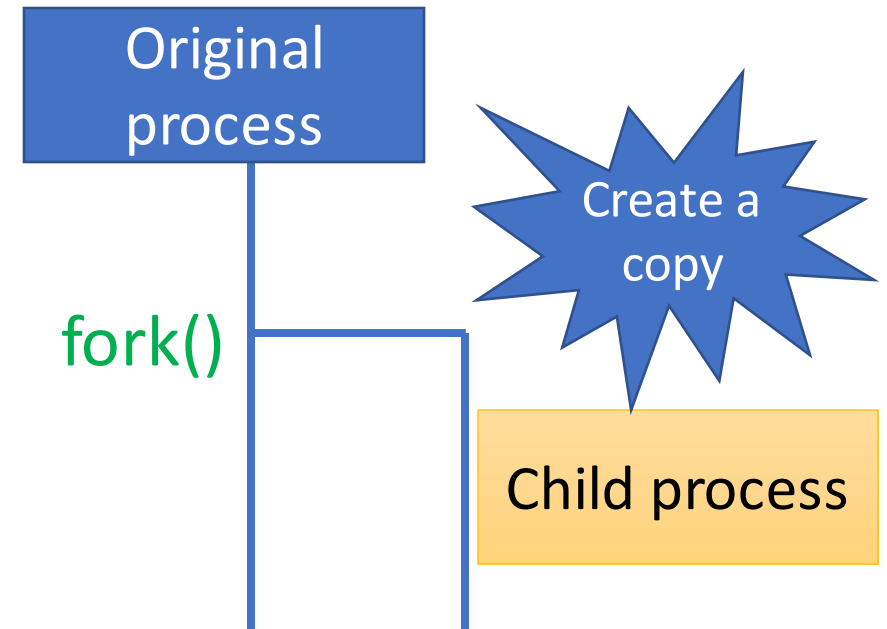 Original
process
Create a
copy
fork()
Child process